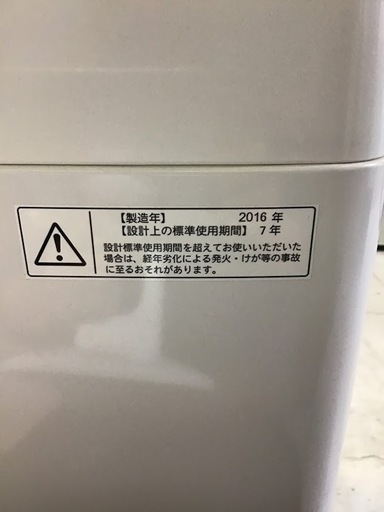 【製造年】 2016 年
【設計上の標準使用期間】 7 年
設計標準使用期間を超えてお使いいただいた
場合は、経年劣化による発火・けが等の事故
に至るおそれがあります。